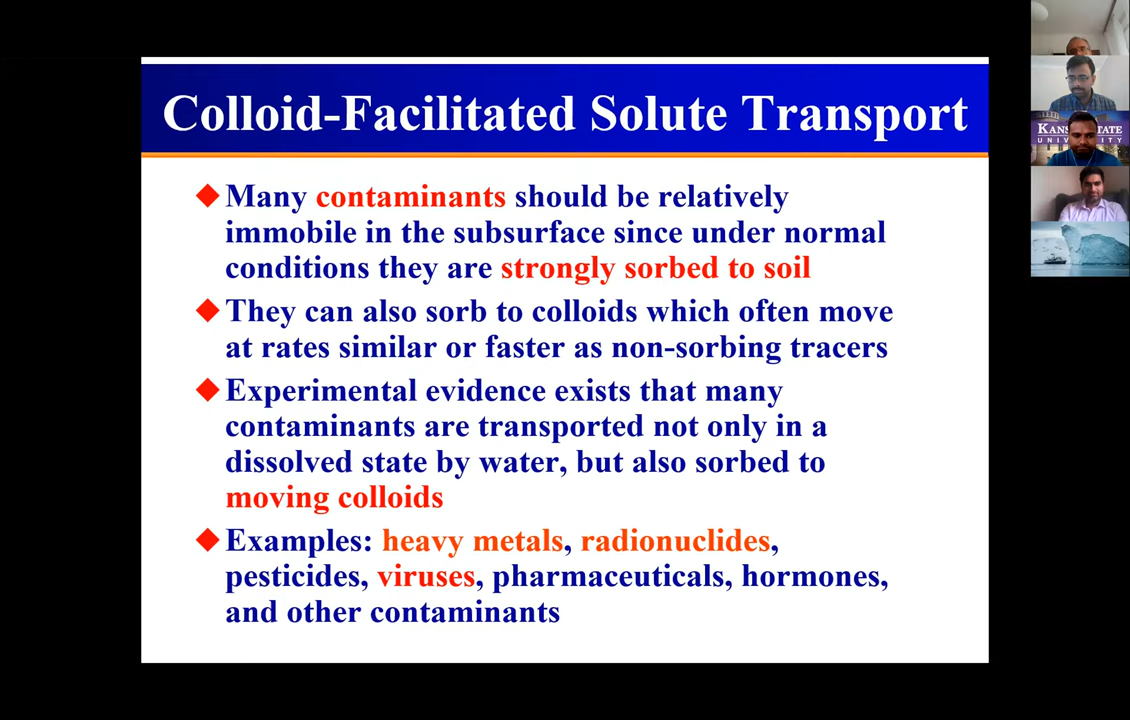 Colloid-Facilitated Solute Transport
Many contaminants should be relatively
immobile in the subsurface since under normal
conditions they are strongly sorbed to soil
They can also sorb to colloids which often move
at rates similar or faster as non-sorbing tracers
Experimental evidence exists that many
contaminants are transported not only in a
dissolved state by water, but also sorbed to
moving colloids
Examples: heavy metals, radionuclides,
pesticides, viruses, pharmaceuticals, hormones,
and other contaminants